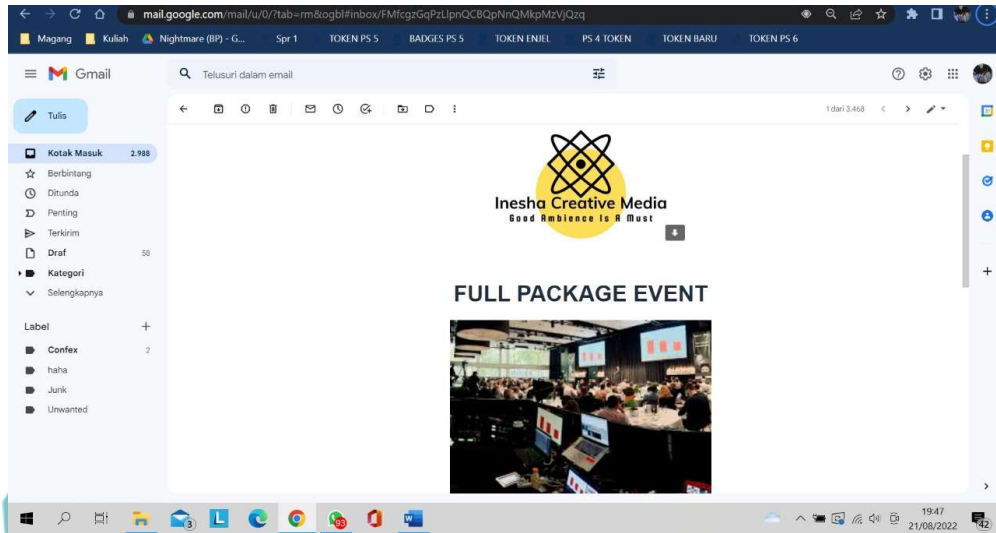 mail.google.com/mail/u/0/?tab=rm&ogbl#inbox/FMfcgzGqPzLlpnQCBQpNnQMkpMzVjQzq
Magang Kuliah Nightmare (BP) - G... Spr 1 TOKEN PS 5 BADGES PS 5 TOKEN ENJEL PS 4 TOKEN TOKEN BARU TOKEN PS 6
Gmail
Telusuri dalam email
Tulis
1 dari 3.468
Kotak Masuk 2.988
Berbintang
Ditunda
Penting
Terkirim
Draf 58
Kategori
Selengkapnya
Label
Confex 2
haha
Junk
Unwanted
Inesha Creative Media
Good Ambience Is A Must
FULL PACKAGE EVENT
3
L
93
W
19:47
21/08/2022
42